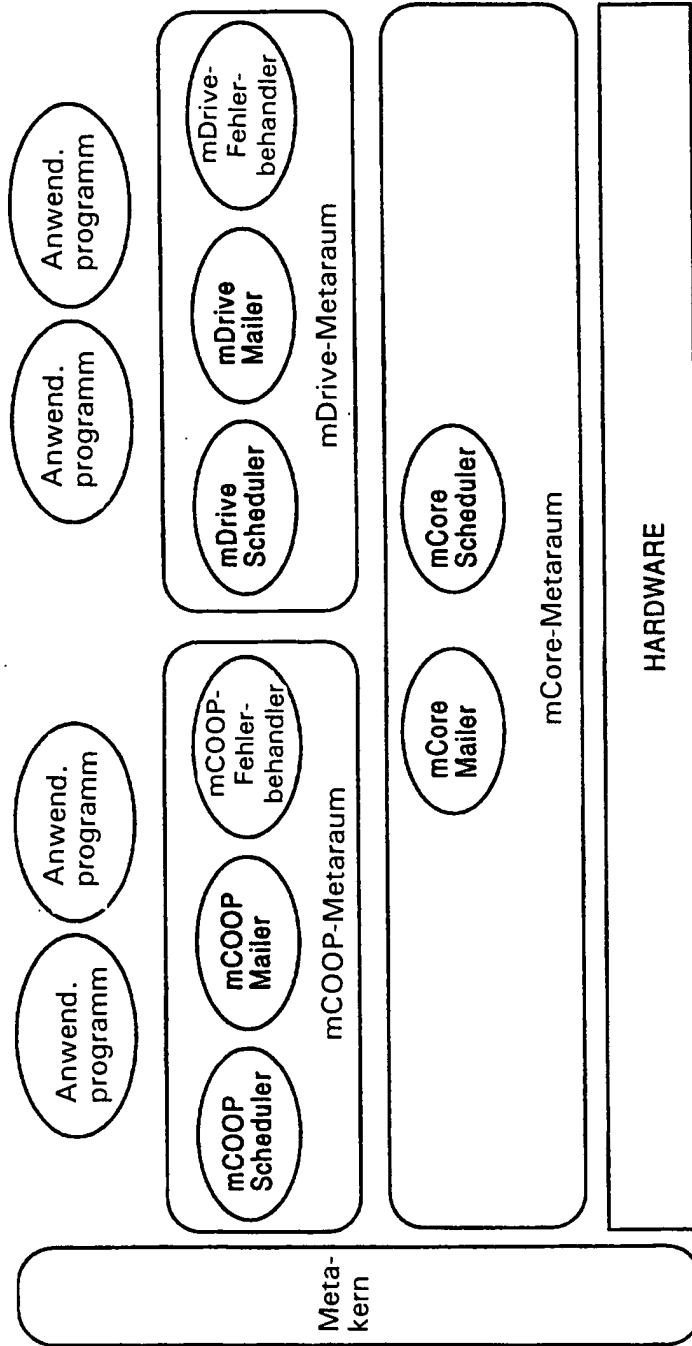 Anwend.
programm
Anwend.
programm
Anwend.
programm
Anwend.
programm
mCOOP
Scheduler
mCOOP
Mailer
mCOOP-
Fehler-
behandler
mCOOP-Metaraum
mDrive
Scheduler
mDrive
Mailer
mDrive-
Fehler-
behandler
mDrive-Metaraum
mCore
Mailer
mCore
Scheduler
mCore-Metaraum
HARDWARE
Meta-
kern